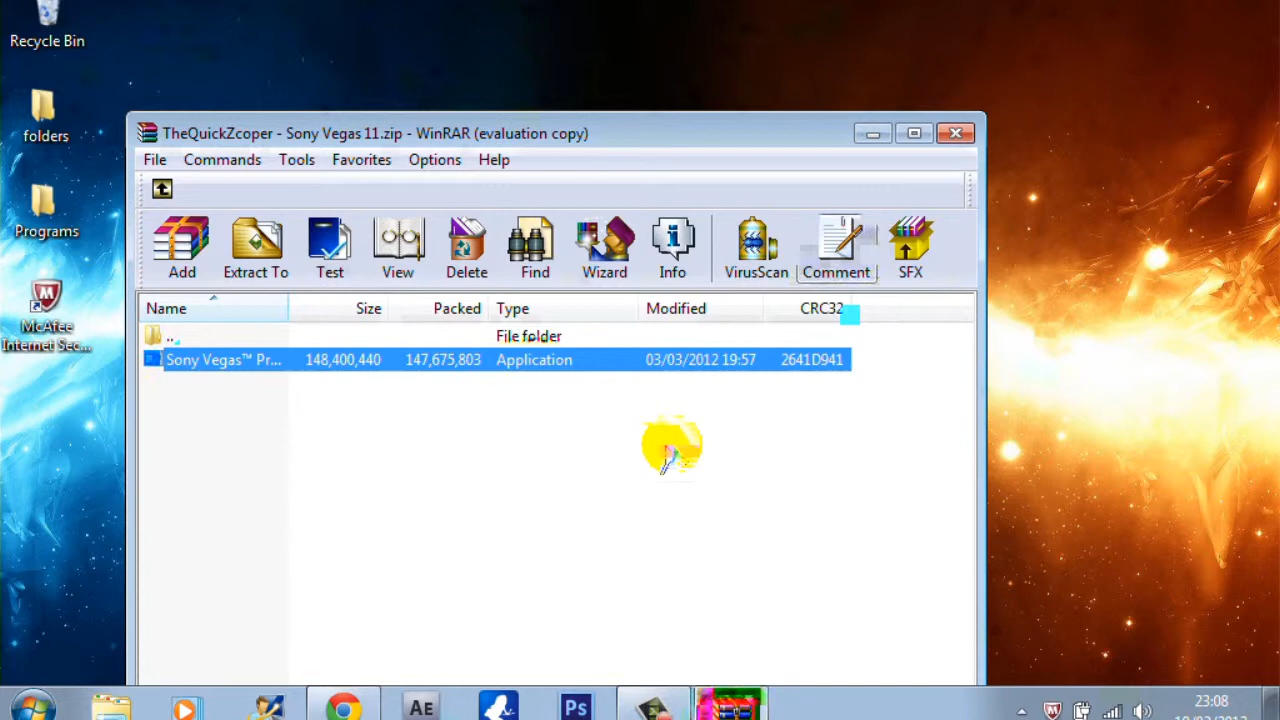 Recycle Bin
folders
Programs
McAfee
Internet Sec...
TheQuickZcoper - Sony Vegas 11.zip - WinRAR (evaluation copy)
File Commands Tools Favorites Options Help
Add Extract To Test View Delete Find Wizard Info VirusScan Comment SFX
Name Size Packed Type Modified CRC32
.. File folder
Sony Vegas™ Pr... 148,400,440 147,675,803 Application 03/03/2012 19:57 2641D941
AE Ps
23:08